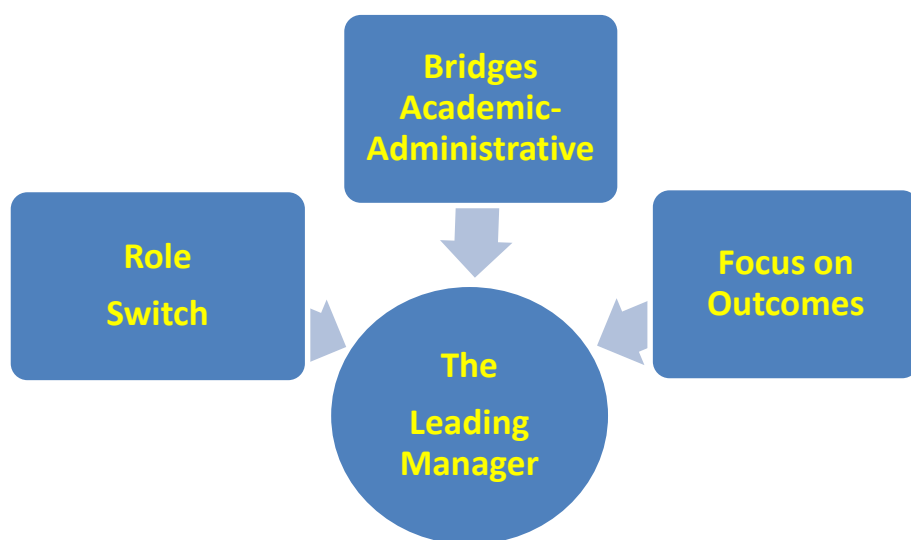 Bridges
Academic-
Administrative
Role
Switch
Focus on
Outcomes
The
Leading
Manager